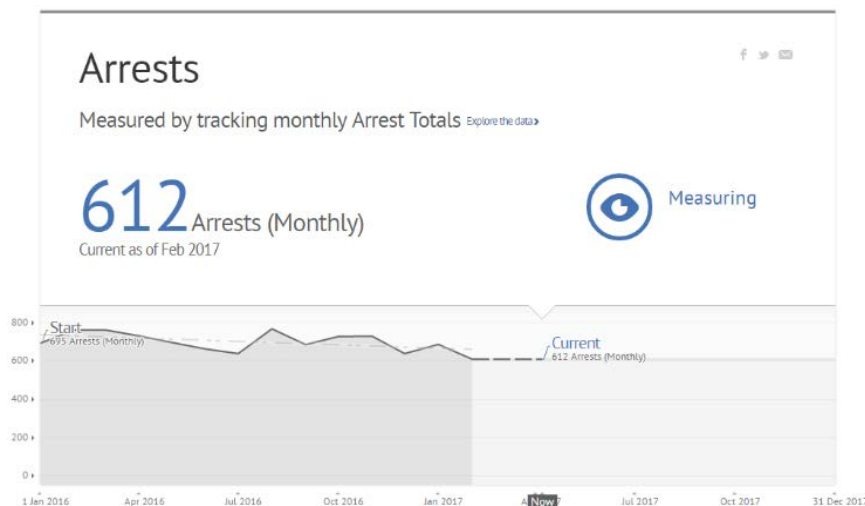 Arrests
Measured by tracking monthly Arrest Totals Explore the data
612 Arrests (Monthly)
Current as of Feb 2017
Measuring
800
Start
695 Arrests (Monthly)
Current
612 Arrests (Monthly)
600
400
200
0
1 Jan 2016 Apr 2016 Jul 2016 Oct 2016 Jan 2017 Now Jul 2017 Oct 2017 31 Dec 2017